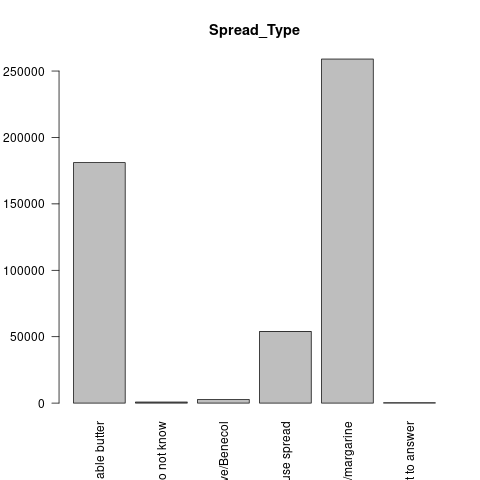 Spread_Type
250000
200000
150000
100000
50000
0
able butter
o not know
ve/Benecol
use spread
/margarine
t to answer